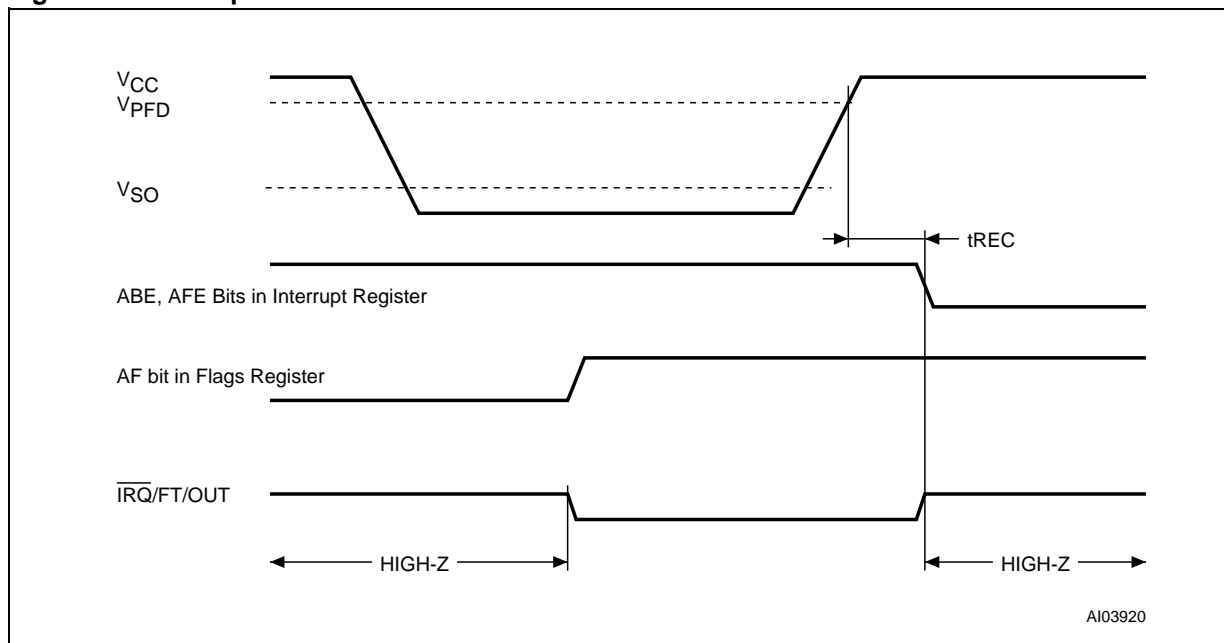 VCC
VPFD
VSO
tREC
ABE, AFE Bits in Interrupt Register
AF bit in Flags Register
IRQ/FT/OUT
HIGH-Z
HIGH-Z
AI03920